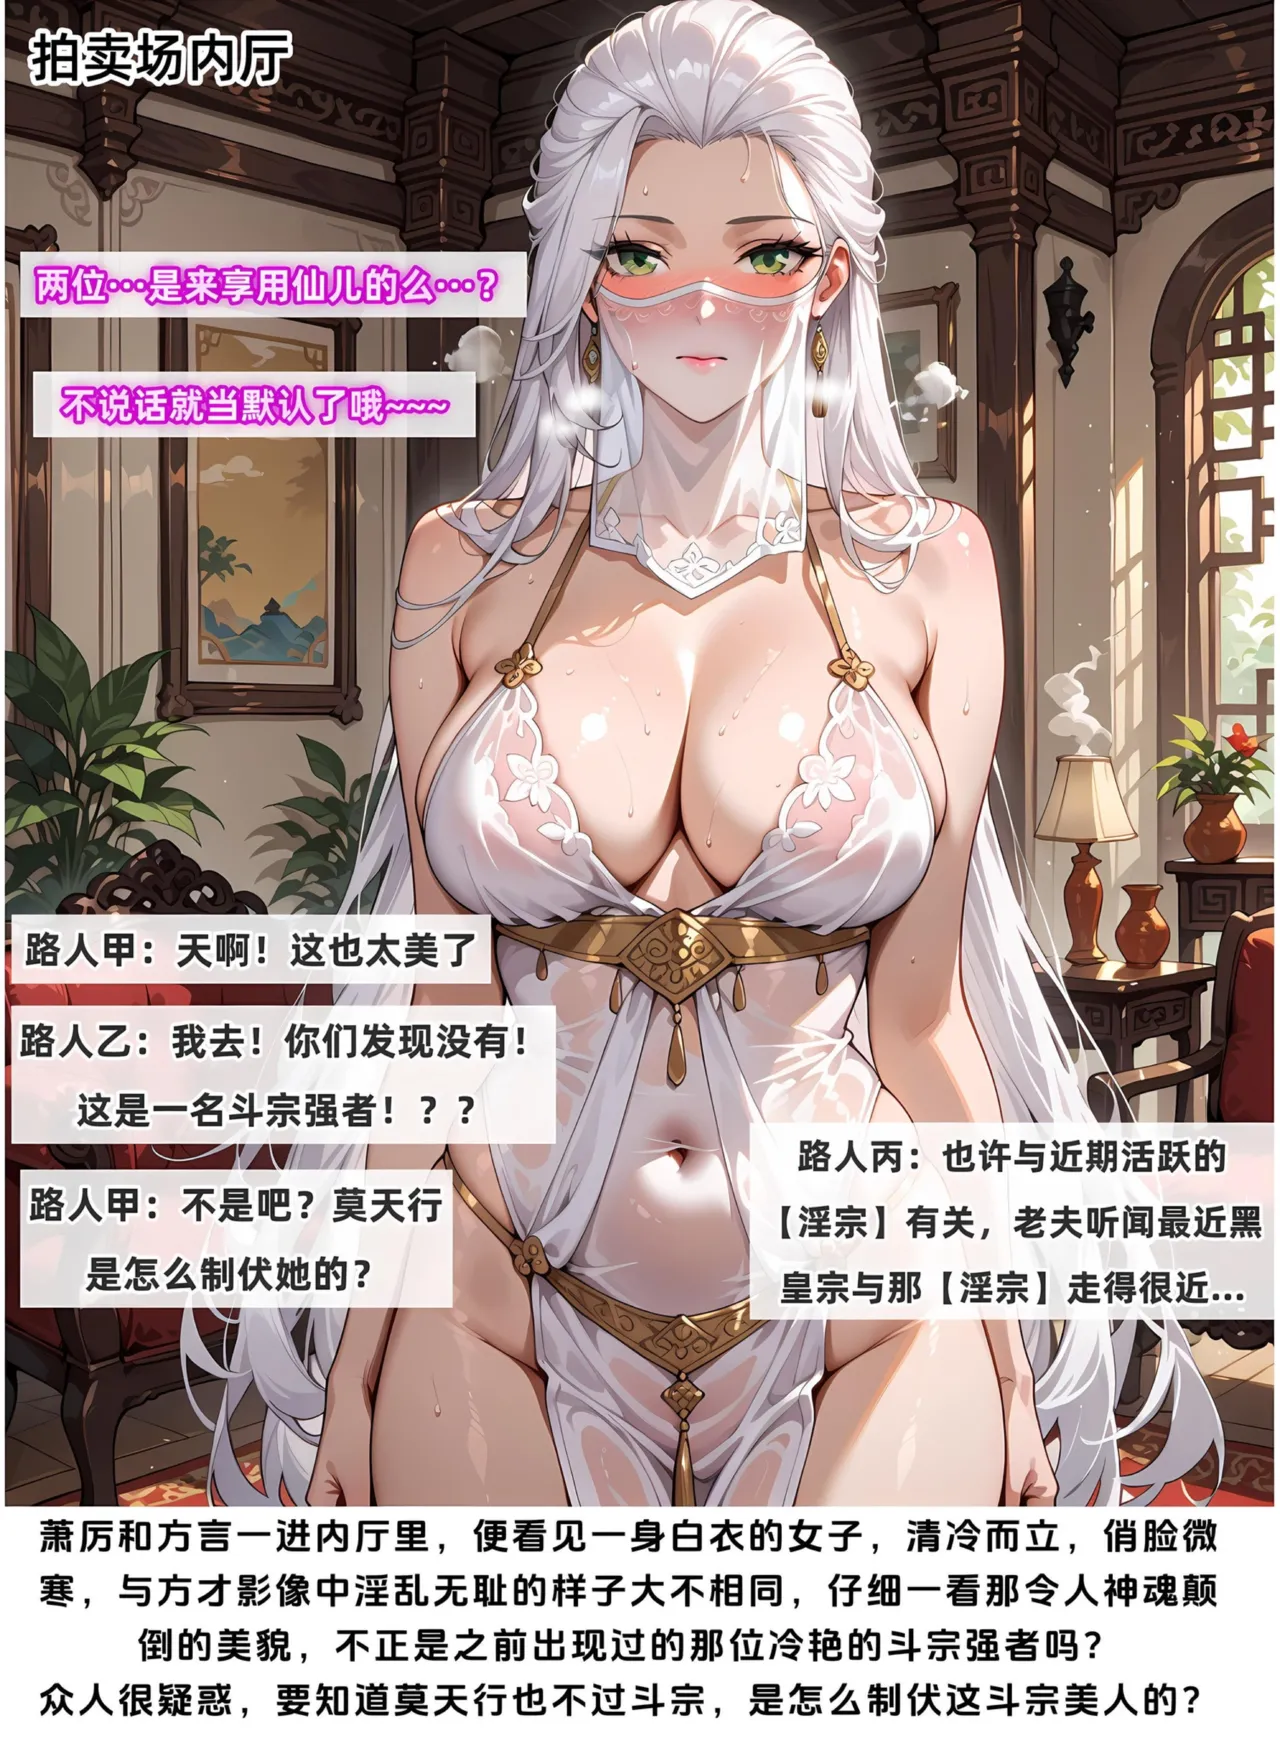 拍卖场内厅
两位…是来享用仙儿的么…？
不说话就当默认了哦~~~
路人甲：天啊！这也太美了
路人乙：我去！你们发现没有！
这是一名斗宗强者！？？
路人甲：不是吧？莫天行
是怎么制伏她的？
路人丙：也许与近期活跃的
【淫宗】有关，老夫听闻最近黑
皇宗与那【淫宗】走得很近...
萧厉和方言一进内厅里，便看见一身白衣的女子，清冷而立，俏脸微
寒，与方才影像中淫乱无耻的样子大不相同，仔细一看那令人神魂颠
倒的美貌，不正是之前出现过的那位冷艳的斗宗强者吗？
众人很疑惑，要知道莫天行也不过斗宗，是怎么制伏这斗宗美人的？